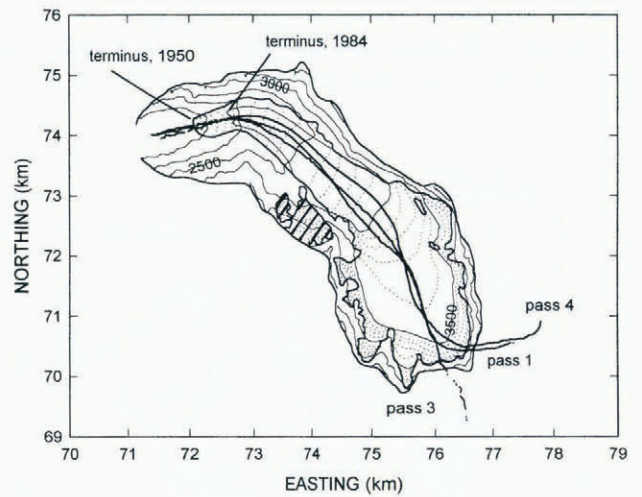 76
75
74
73
72
71
70
69
NORTHING (km)
terminus, 1984
terminus, 1950
3000
2500
3500
pass 4
pass 1
pass 3
70 71 72 73 74 75 76 77 78 79
EASTING (km)